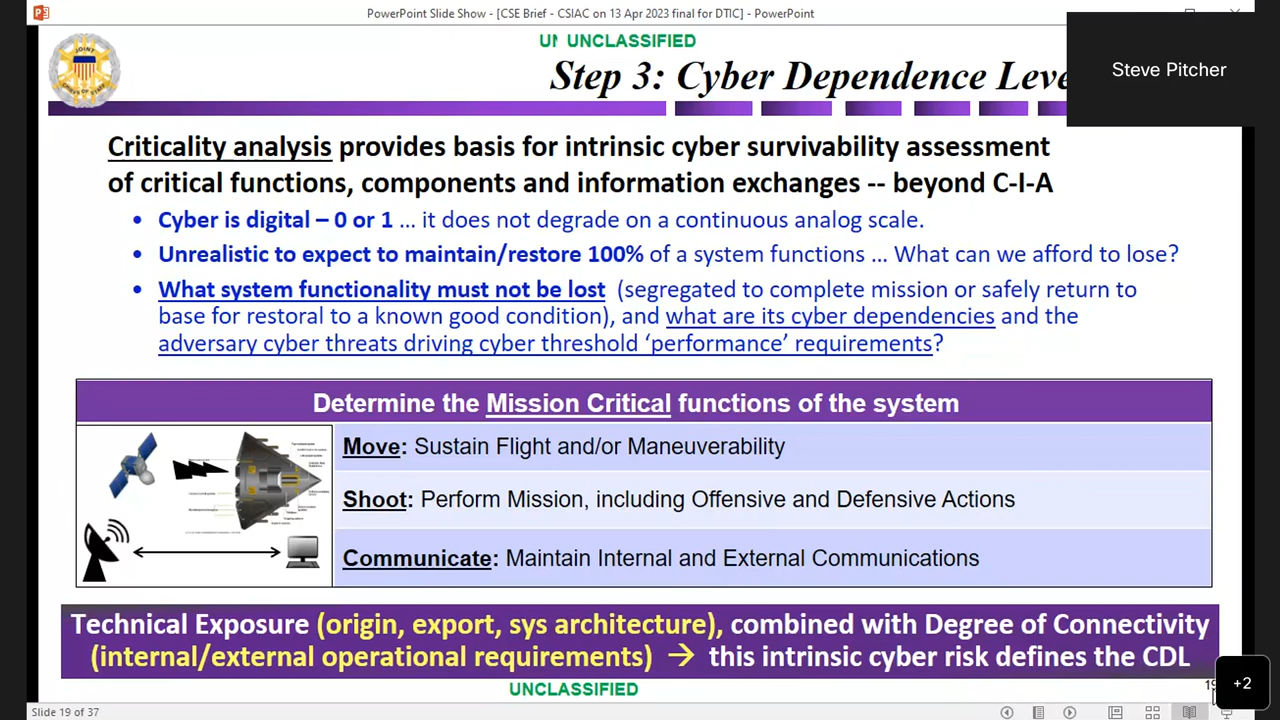 PowerPoint Slide Show - [CSE Brief - CSIAC on 13 Apr 2023 final for DTIC] - PowerPoint
UNCLASSIFIED
Steve Pitcher
Step 3: Cyber Dependence Leve
Criticality analysis provides basis for intrinsic cyber survivability assessment
of critical functions, components and information exchanges -- beyond C-I-A
• Cyber is digital – 0 or 1 ... it does not degrade on a continuous analog scale.
• Unrealistic to expect to maintain/restore 100% of a system functions ... What can we afford to lose?
• What system functionality must not be lost (segregated to complete mission or safely return to
base for restoral to a known good condition), and what are its cyber dependencies and the
adversary cyber threats driving cyber threshold ‘performance’ requirements?
Determine the Mission Critical functions of the system
Move: Sustain Flight and/or Maneuverability
Shoot: Perform Mission, including Offensive and Defensive Actions
Communicate: Maintain Internal and External Communications
Technical Exposure (origin, export, sys architecture), combined with Degree of Connectivity
(internal/external operational requirements) → this intrinsic cyber risk defines the CDL
UNCLASSIFIED
+2
Slide 19 of 37